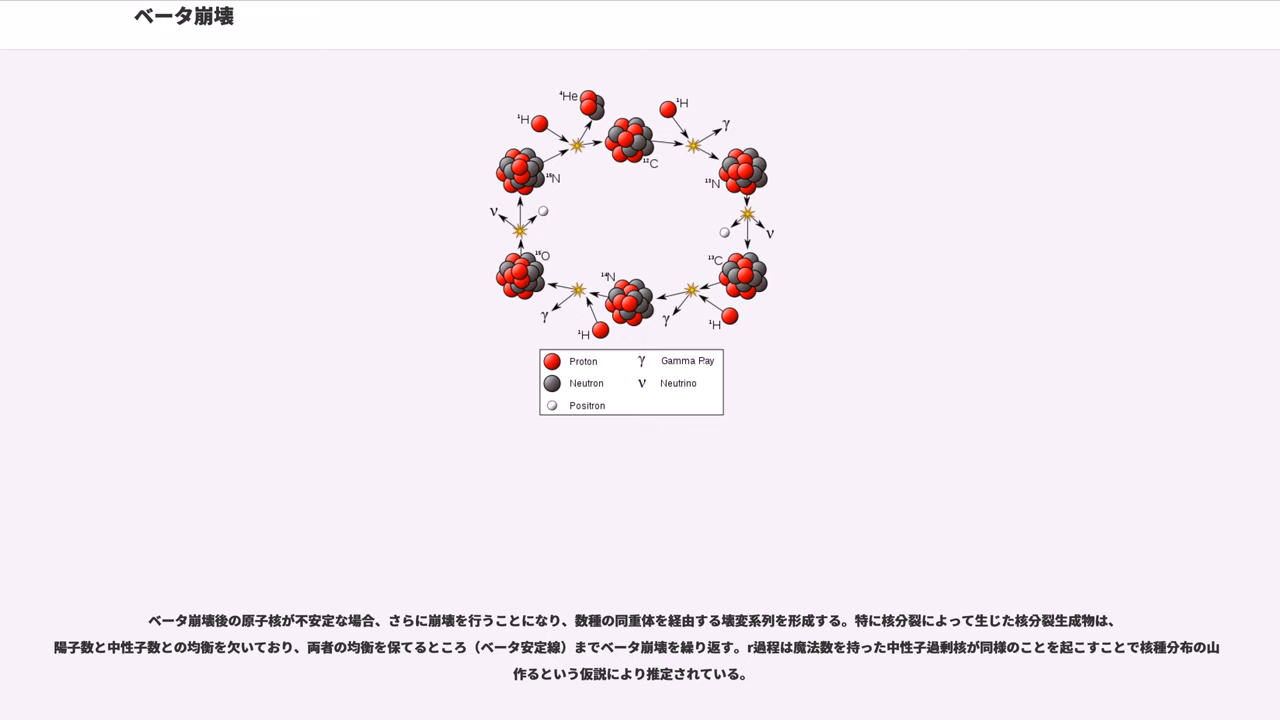 ベータ崩壊
⁴He
¹H
¹H
γ
¹²C
¹⁵N
¹³N
ν
ν
¹⁵O
¹³C
¹⁴N
γ
γ
¹H
¹H
Proton γ Gamma Pay
Neutron ν Neutrino
Positron
ベータ崩壊後の原子核が不安定な場合、さらに崩壊を行うことになり、数種の同重体を経由する壊変系列を形成する。特に核分裂によって生じた核分裂生成物は、
陽子数と中性子数との均衡を欠いており、両者の均衡を保てるところ（ベータ安定線）までベータ崩壊を繰り返す。r過程は魔法数を持った中性子過剰核が同様のことを起こすことで核種分布の山
作るという仮説により推定されている。